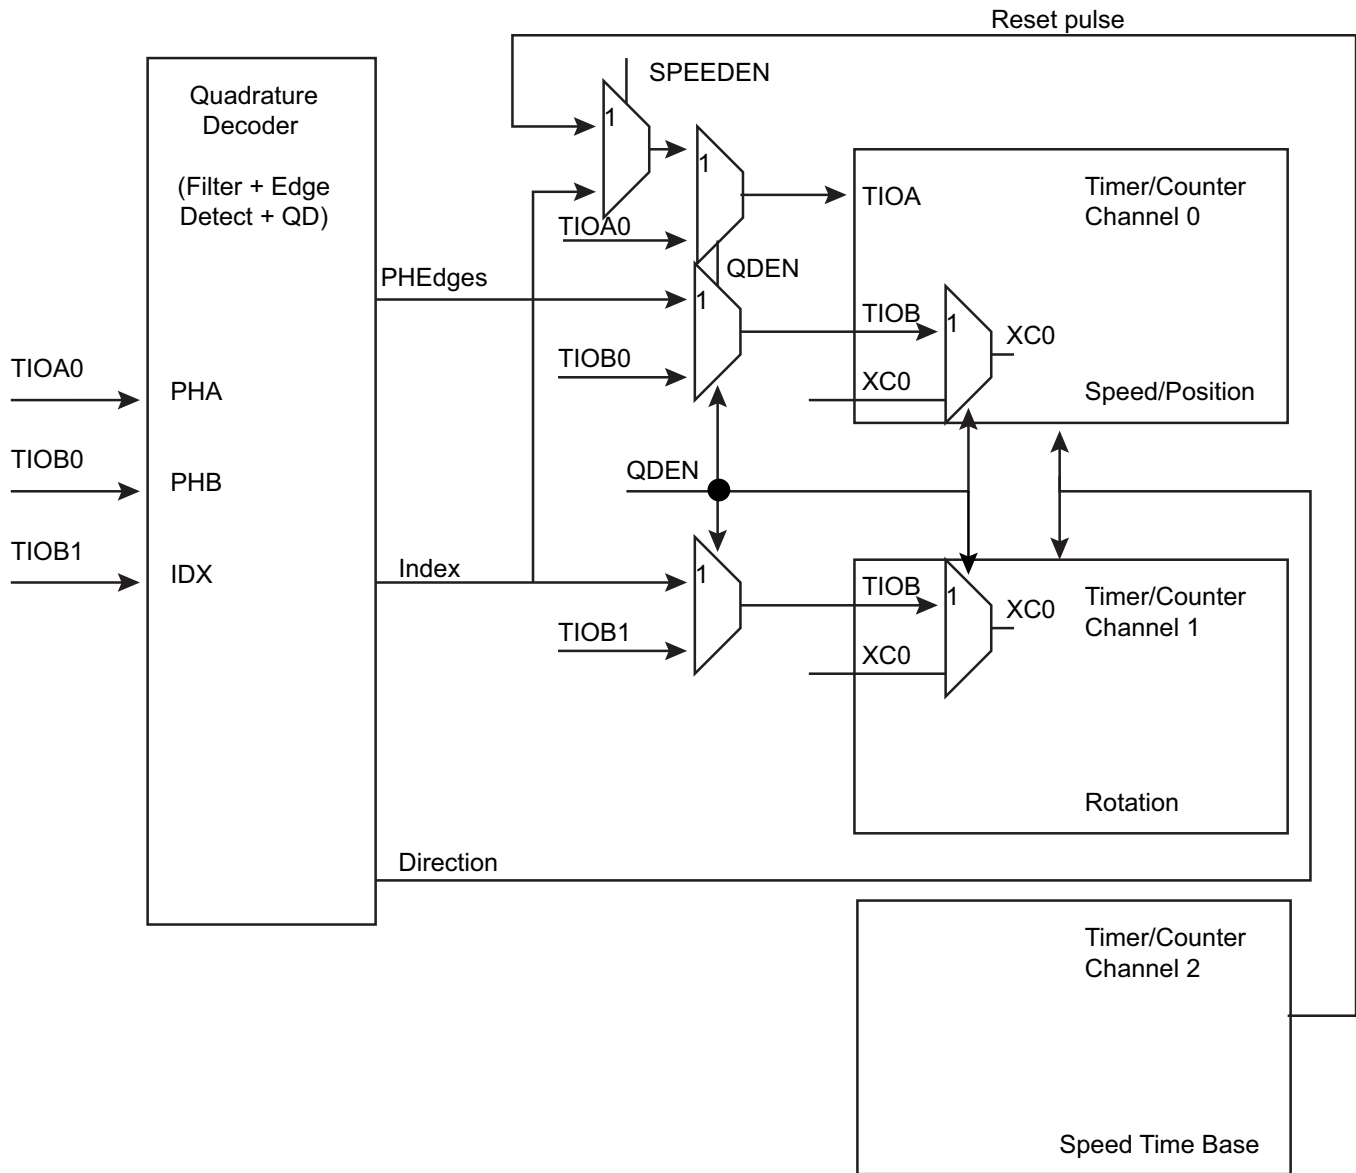 Reset pulse
SPEEDEN
Quadrature
Decoder
(Filter + Edge
Detect + QD)
1
1
TIOA
Timer/Counter
Channel 0
TIOA0
QDEN
PHEdges
1
TIOB
1
XC0
TIOB0
XC0
Speed/Position
TIOA0
PHA
TIOB0
PHB
QDEN
TIOB1
IDX
Index
1
TIOB
1
XC0
Timer/Counter
Channel 1
TIOB1
XC0
Rotation
Direction
Timer/Counter
Channel 2
Speed Time Base